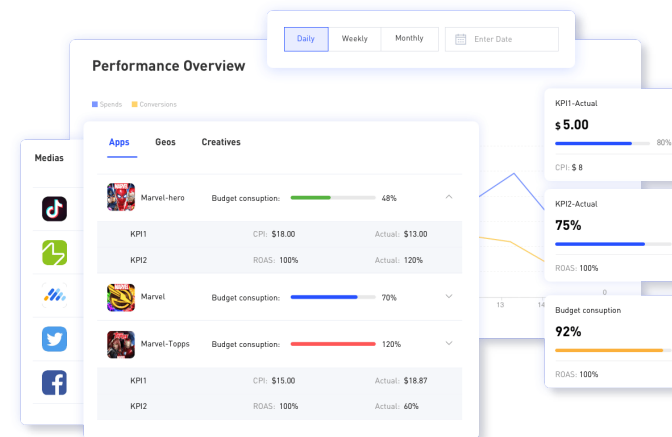 Daily Weekly Monthly Enter Date
Performance Overview
Spends Conversions
Medias
Apps Geos Creatives
Marvel-hero Budget consuption: 48%
KPI1 CPI: $18.00 Actual: $13.00
KPI2 ROAS: 100% Actual: 120%
Marvel Budget consuption: 70%
Marvel-Topps Budget consuption: 120%
KPI1 CPI: $15.00 Actual: $18.87
KPI2 ROAS: 100% Actual: 60%
KPI1-Actual
$ 5.00
80%
CPI: $ 8
KPI2-Actual
75%
ROAS: 100%
0
13 14
Budget consuption
92%
ROAS: 100%